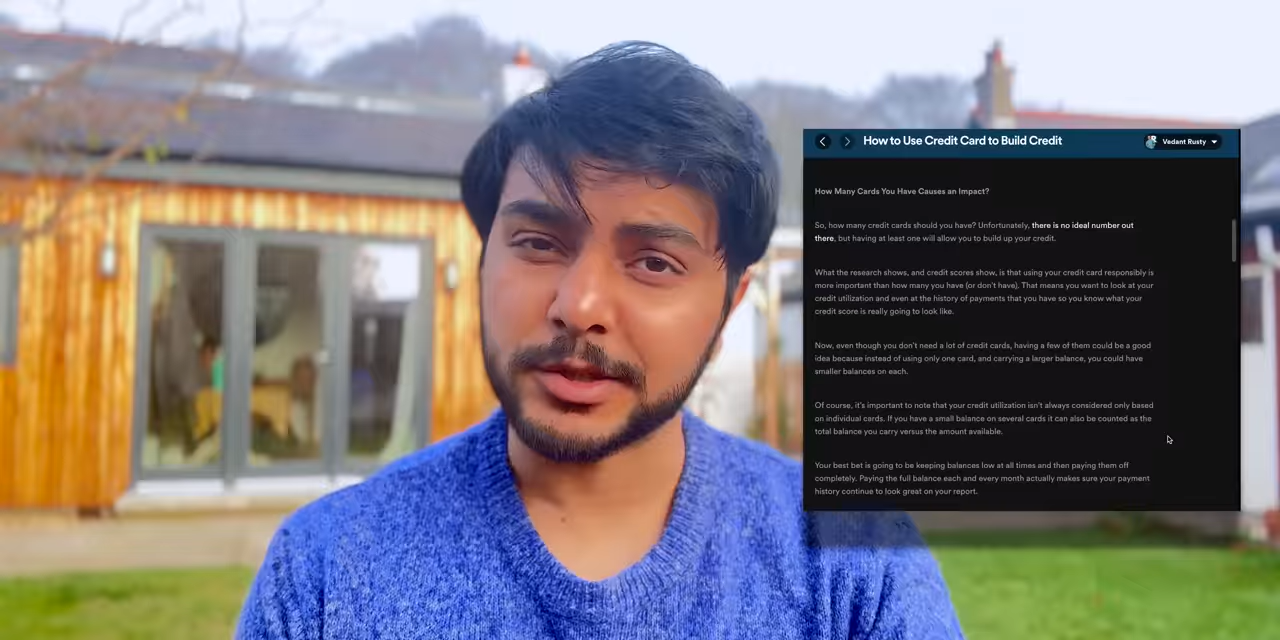 How to Use Credit Card to Build Credit
Vedant Rusty
How Many Cards You Have Causes an Impact?
So, how many credit cards should you have? Unfortunately, there is no ideal number out
there, but having at least one will allow you to build up your credit.
What the research shows, and credit scores show, is that using your credit card responsibly is
more important than how many you have (or don't have). That means you want to look at your
credit utilization and even at the history of payments that you have so you know what your
credit score is really going to look like.
Now, even though you don't need a lot of credit cards, having a few of them could be a good
idea because instead of using only one card, and carrying a larger balance, you could have
smaller balances on each.
Of course, it's important to note that your credit utilization isn't always considered only based
on individual cards. If you have a small balance on several cards it can also be counted as the
total balance you carry versus the amount available.
Your best bet is going to be keeping balances low at all times and then paying them off
completely. Paying the full balance each and every month actually makes sure your payment
history continue to look great on your report.